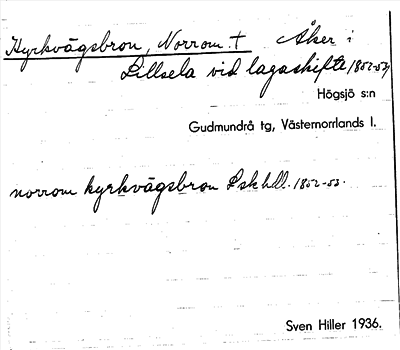 Kyrkvägsbron, Norrom. † Åker i
Lillsela vid lagaskifte 1852-53
Högsjö s:n
Gudmundrå tg, Västernorrlands l.
norrom kyrkvägsbron Lskhdl. 1852-53.
Sven Hiller 1936.